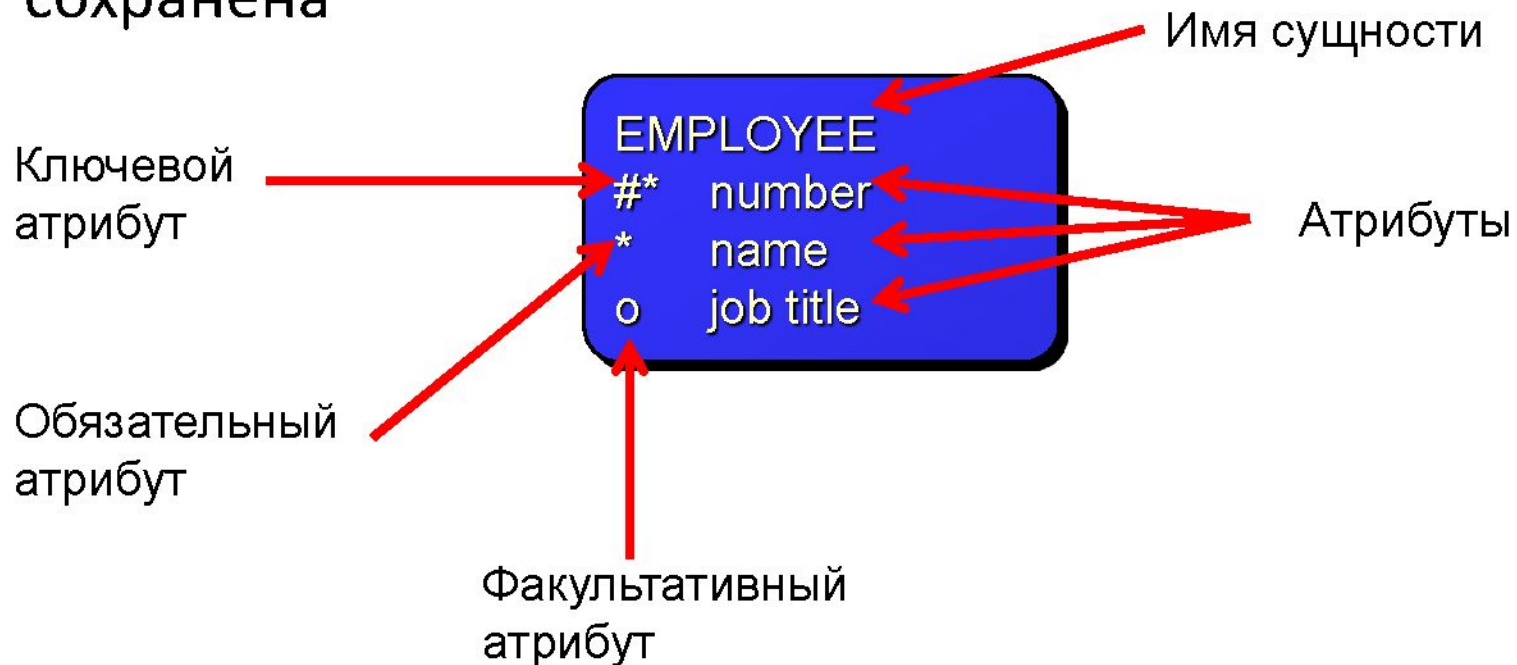 сохранена
Имя сущности
EMPLOYEE
Ключевой
атрибут
#* number
* name
o job title
Атрибуты
Обязательный
атрибут
Факультативный
атрибут